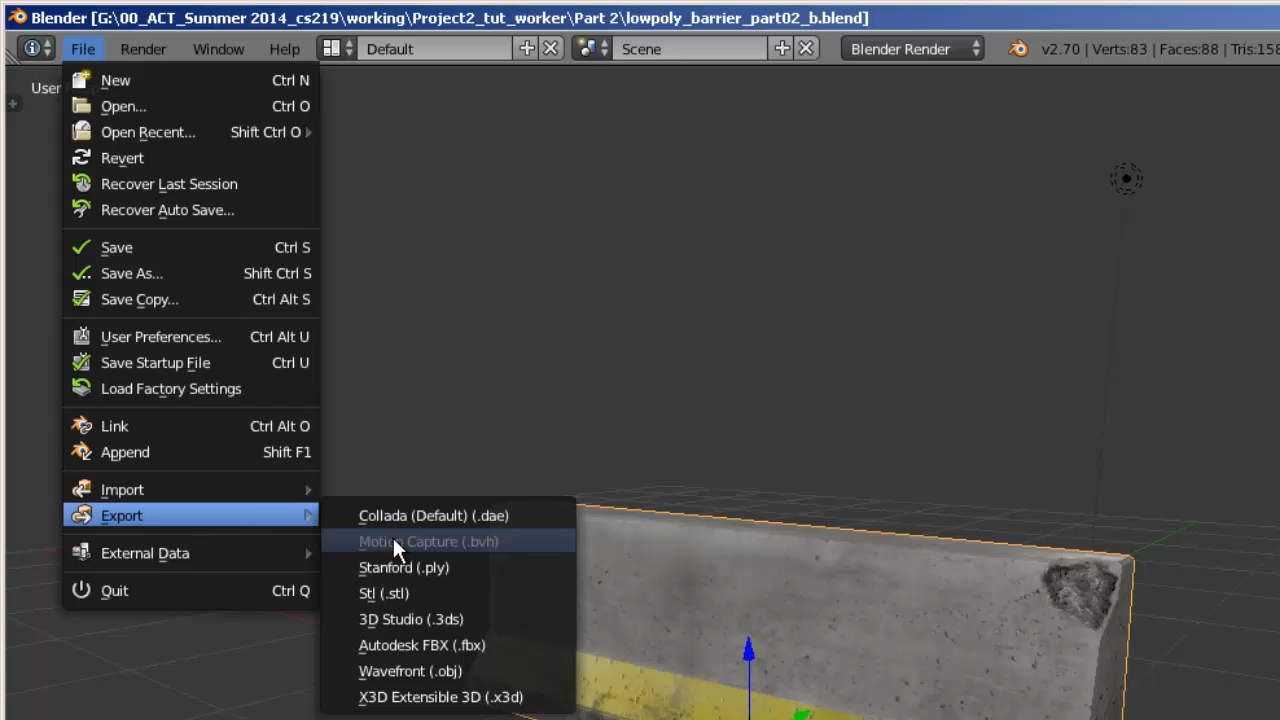 Blender [G:\00_ACT_Summer 2014_cs219\working\Project2_tut_worker\Part 2\lowpoly_barrier_part02_b.blend]
File Render Window Help Default Scene Blender Render v2.70 | Verts:83 | Faces:88 | Tris:158
User
New Ctrl N
Open... Ctrl O
Open Recent... Shift Ctrl O
Revert
Recover Last Session
Recover Auto Save...
Save Ctrl S
Save As... Shift Ctrl S
Save Copy... Ctrl Alt S
User Preferences... Ctrl Alt U
Save Startup File Ctrl U
Load Factory Settings
Link Ctrl Alt O
Append Shift F1
Import
Export
External Data
Quit Ctrl Q
Collada (Default) (.dae)
Motion Capture (.bvh)
Stanford (.ply)
Stl (.stl)
3D Studio (.3ds)
Autodesk FBX (.fbx)
Wavefront (.obj)
X3D Extensible 3D (.x3d)